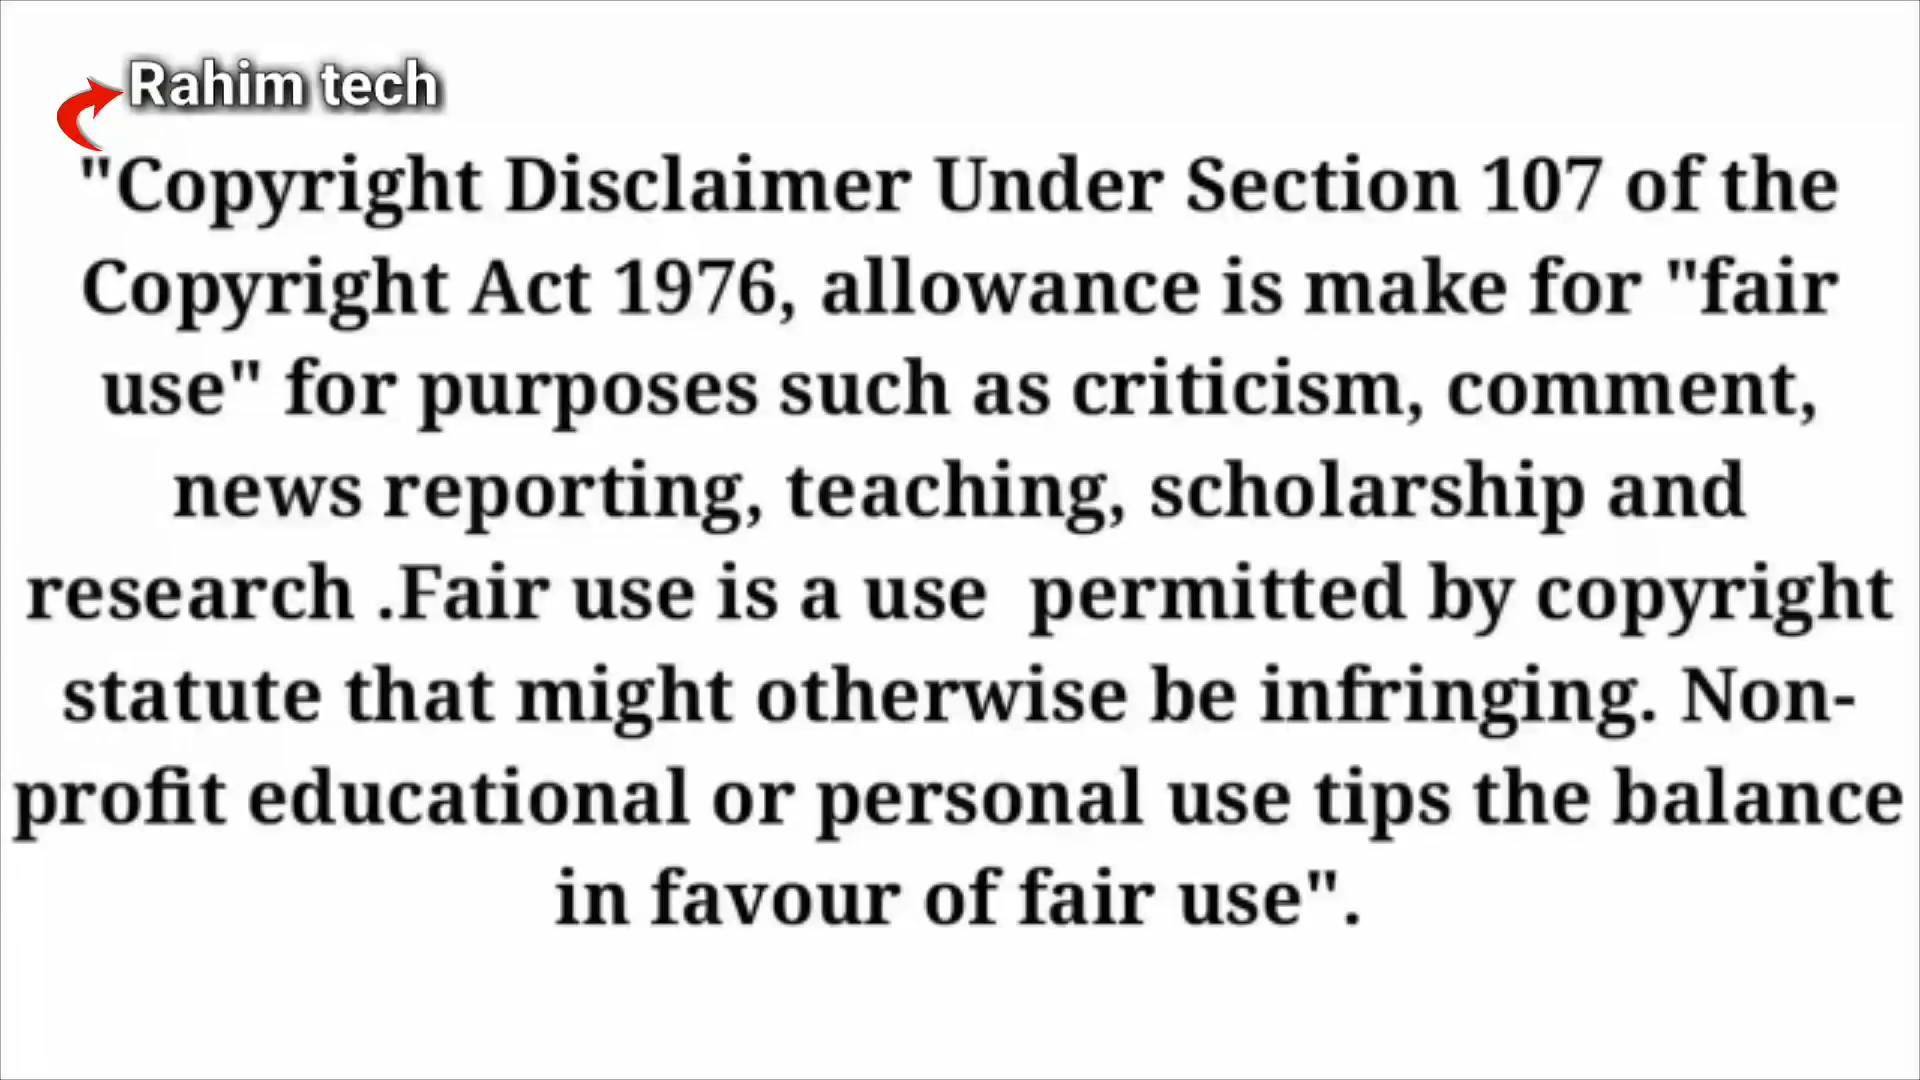 Rahim tech
"Copyright Disclaimer Under Section 107 of the
Copyright Act 1976, allowance is make for "fair
use" for purposes such as criticism, comment,
news reporting, teaching, scholarship and
research .Fair use is a use  permitted by copyright
statute that might otherwise be infringing. Non-
profit educational or personal use tips the balance
in favour of fair use".